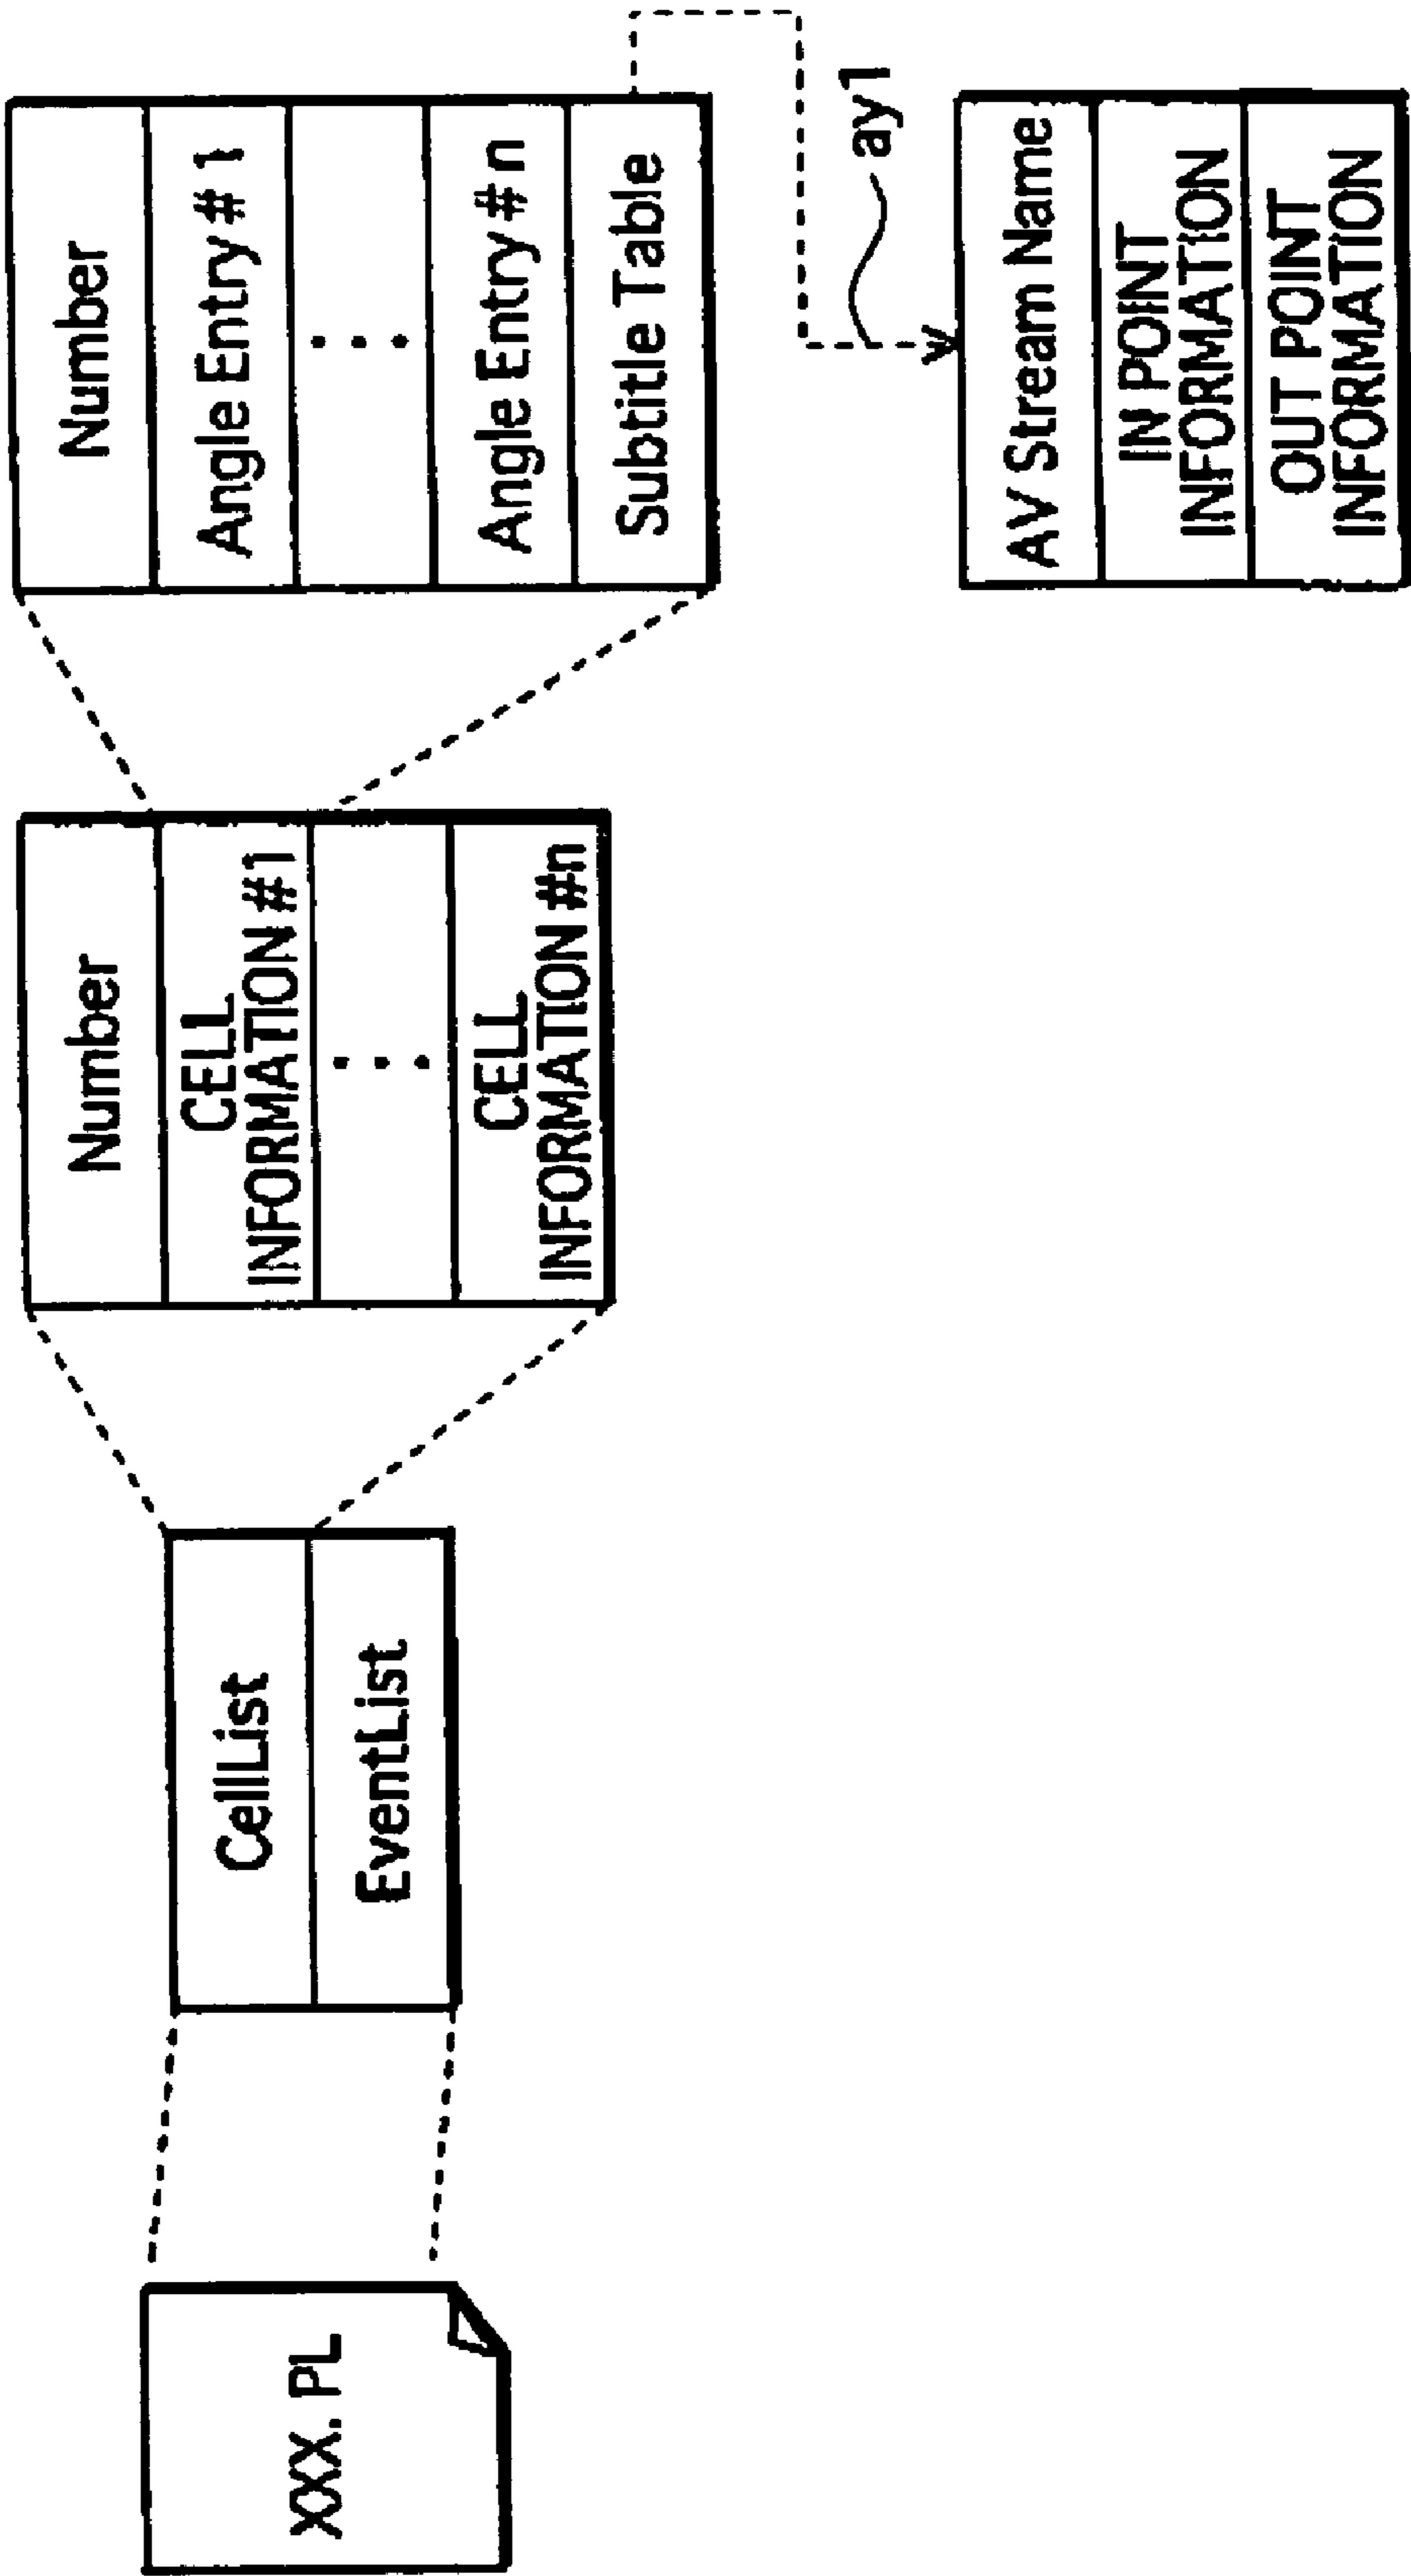 XXX. PL
CellList
EventList
Number
CELL
INFORMATION #1
CELL
INFORMATION #n
Number
Angle Entry # 1
Angle Entry # n
Subtitle Table
ay1
AV Stream Name
IN POINT
INFORMATION
OUT POINT
INFORMATION